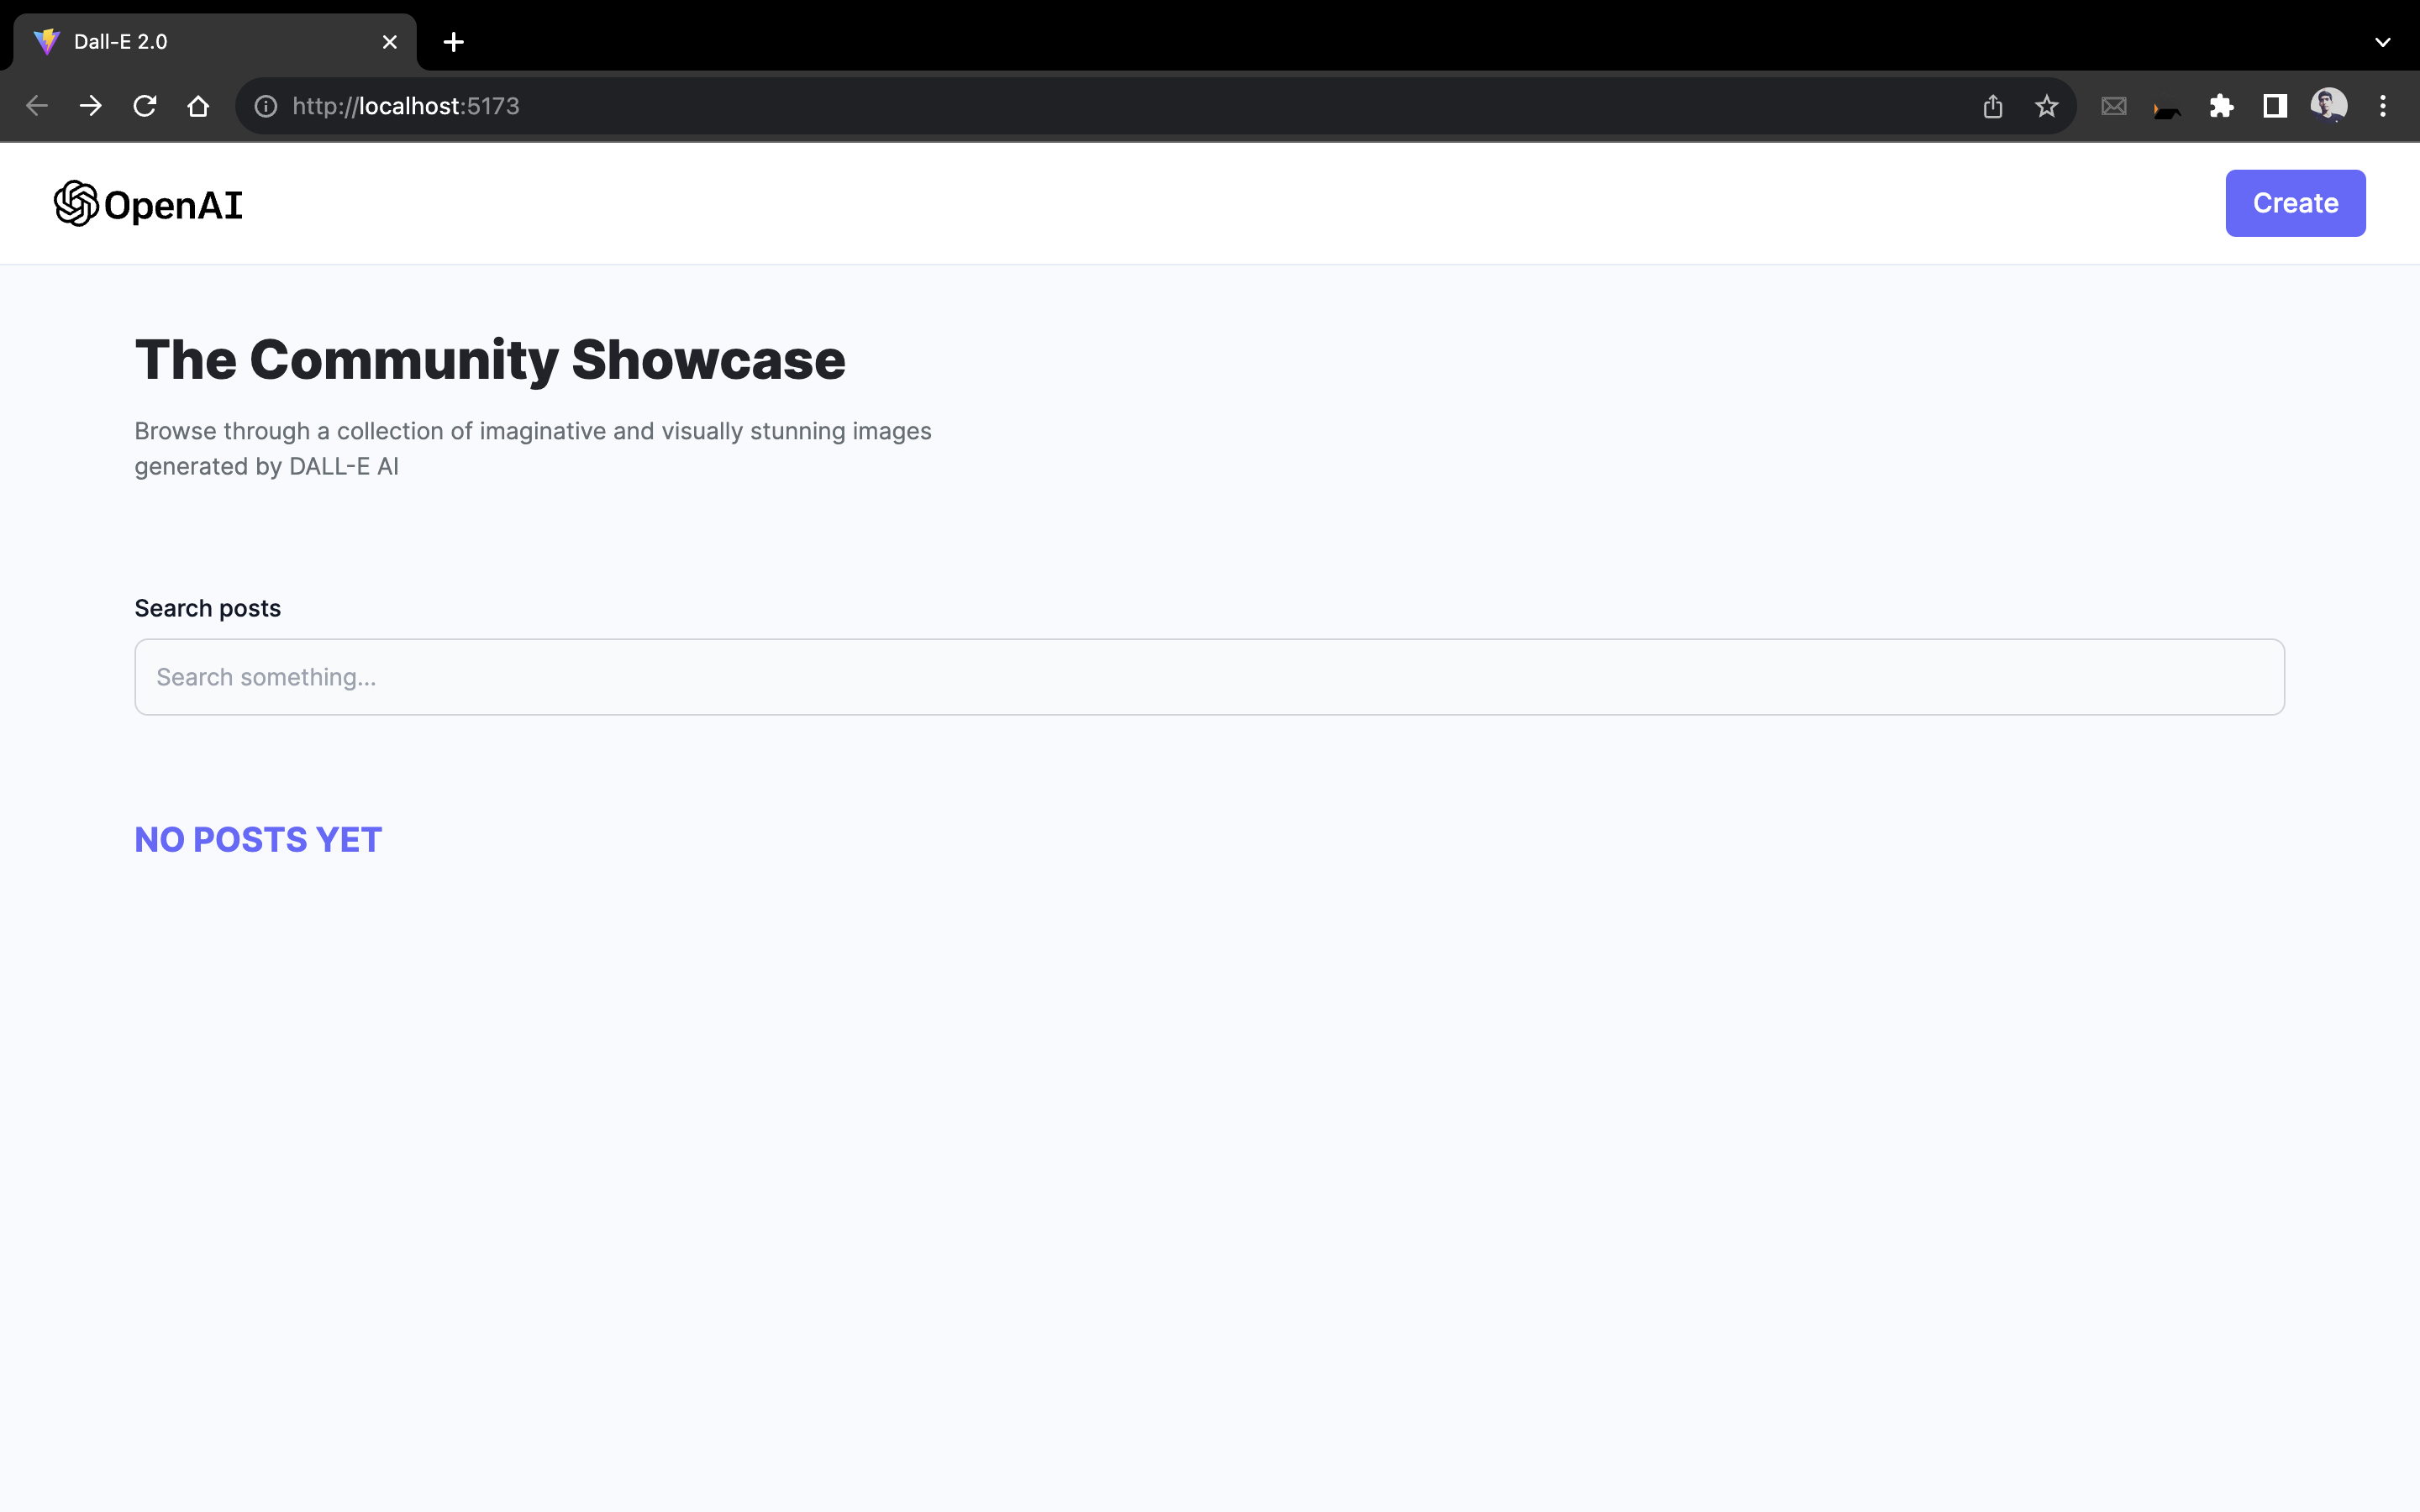 Dall-E 2.0
http://localhost:5173
OpenAI
Create
The Community Showcase
Browse through a collection of imaginative and visually stunning images
generated by DALL-E AI
Search posts
Search something...
NO POSTS YET